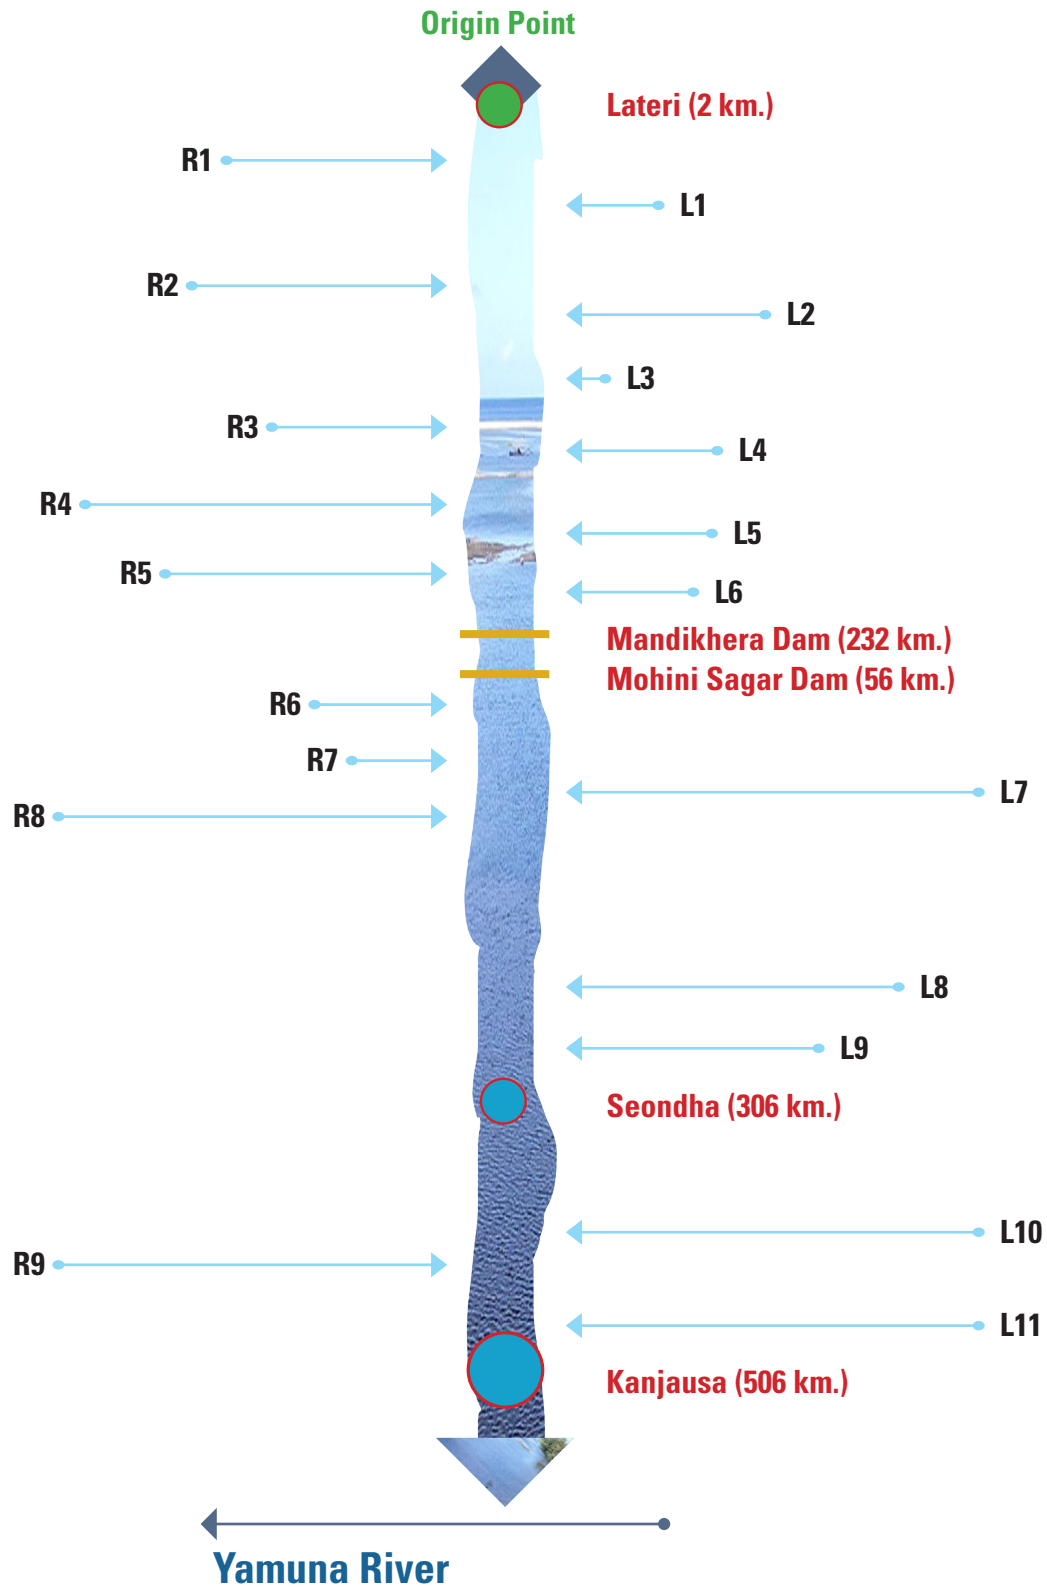 Origin Point
Lateri (2 km.)
R1
L1
R2
L2
L3
R3
L4
R4
L5
R5
L6
Mandikhera Dam (232 km.)
Mohini Sagar Dam (56 km.)
R6
R7
L7
R8
L8
L9
Seondha (306 km.)
L10
R9
L11
Kanjausa (506 km.)
Yamuna River